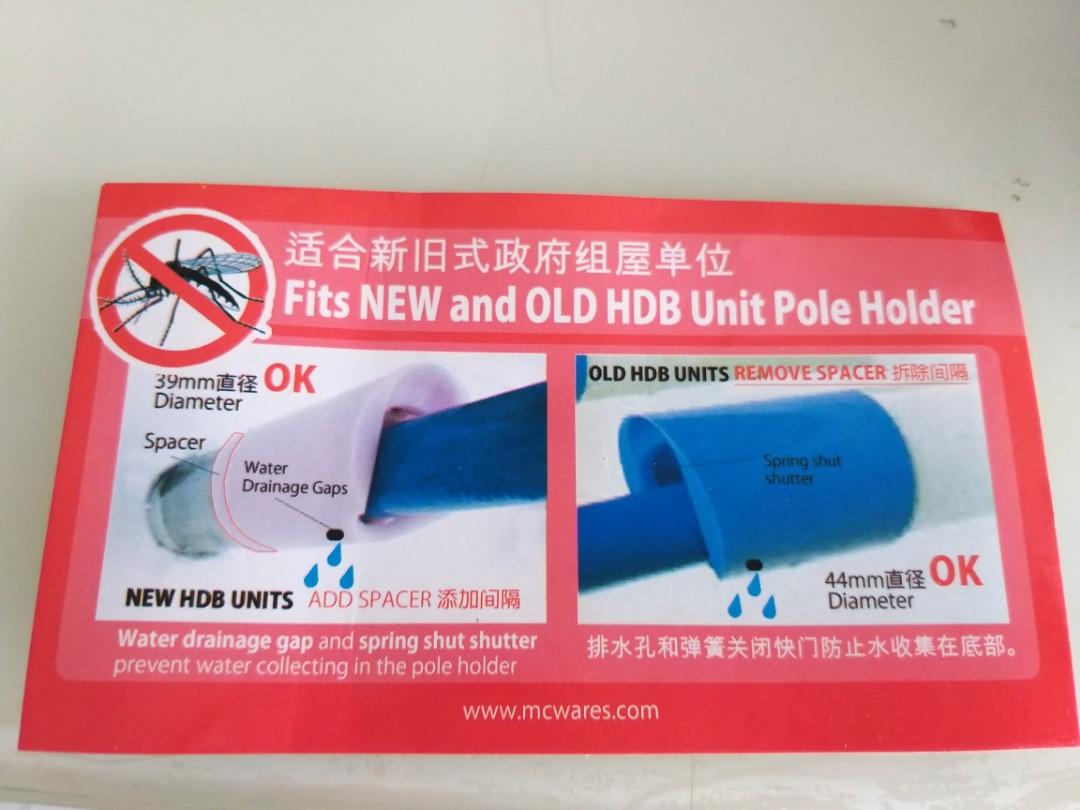 适合新旧式政府组屋单位
Fits NEW and OLD HDB Unit Pole Holder
39mm直径 OK
Diameter
Spacer
Water
Drainage Gaps
NEW HDB UNITS ADD SPACER 添加间隔
Water drainage gap and spring shut shutter
prevent water collecting in the pole holder
OLD HDB UNITS REMOVE SPACER 拆除间隔
Spring shut
shutter
44mm直径 OK
Diameter
排水孔和弹簧关闭快门防止水收集在底部。
www.mcwares.com